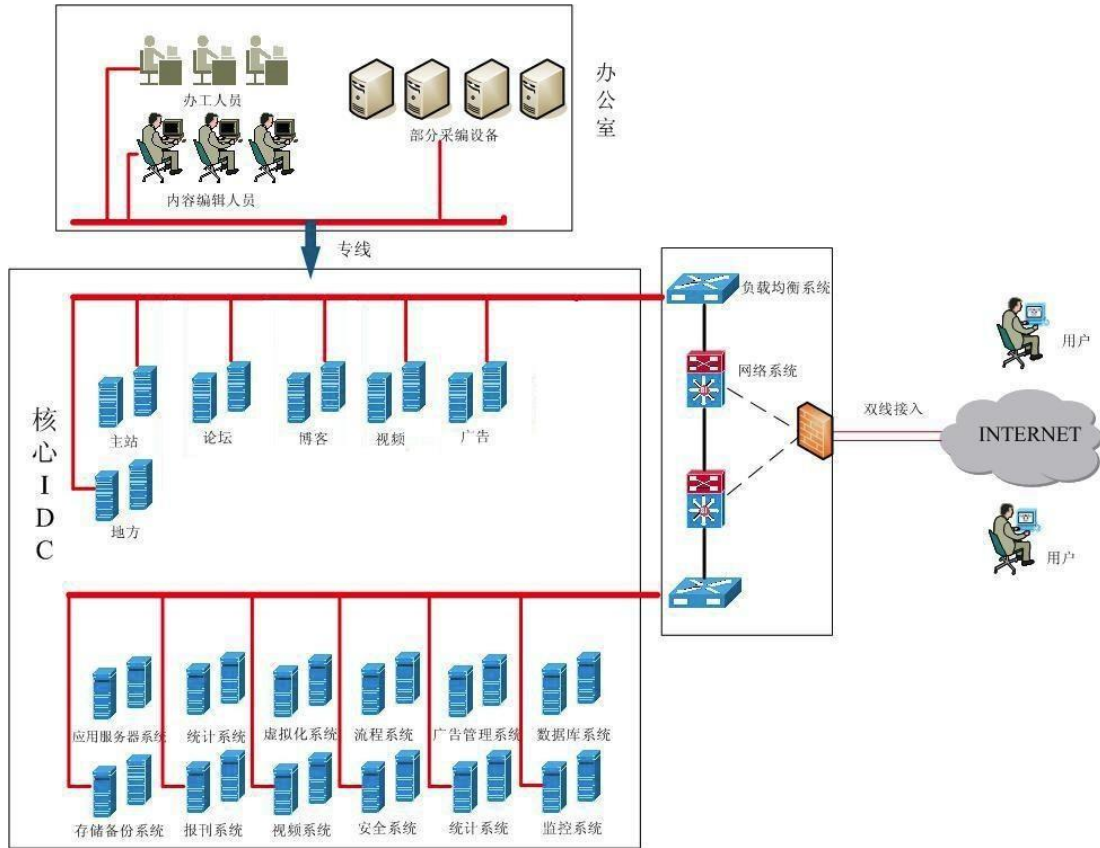 办工人员
内容编辑人员
部分采编设备
办公室
专线
核心IDC
主站
论坛
博客
视频
广告
地方
负载均衡系统
网络系统
双线接入
用户
INTERNET
用户
应用服务器系统
统计系统
虚拟化系统
流程系统
广告管理系统
数据库系统
存储备份系统
报刊系统
视频系统
安全系统
统计系统
监控系统